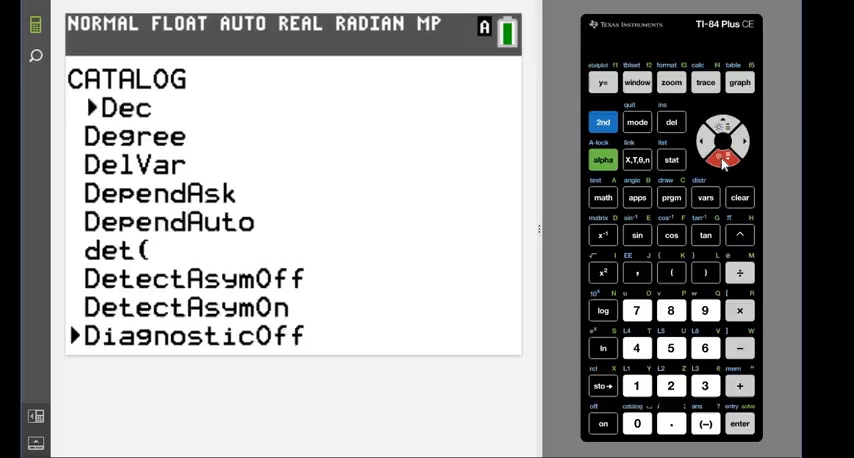 NORMAL FLOAT AUTO REAL RADIAN MP
A
CATALOG
▶Dec
Degree
DelVar
DependAsk
DependAuto
det(
DetectAsymOff
DetectAsymOn
▶DiagnosticOff
TEXAS INSTRUMENTS TI-84 Plus CE
statplot f1 tblset f2 format f3 calc f4 table f5
y= window zoom trace graph
quit ins
2nd mode del
A-lock link list
alpha X,T,θ,n stat
test A angle B draw C distr
math apps prgm vars clear
matrix D sin⁻¹ E cos⁻¹ F tan⁻¹ G π H
x⁻¹ sin cos tan ^
√ I EE J { K } L e M
x² , ( ) ÷
10ˣ N u O v P w Q [ R
log 7 8 9 ×
eˣ S L4 T L5 U L6 V ] W
ln 4 5 6 −
rcl X L1 Y L2 Z L3 θ mem "
sto→ 1 2 3 +
off catalog ␣ i : ans ? entry solve
on 0 . (−) enter